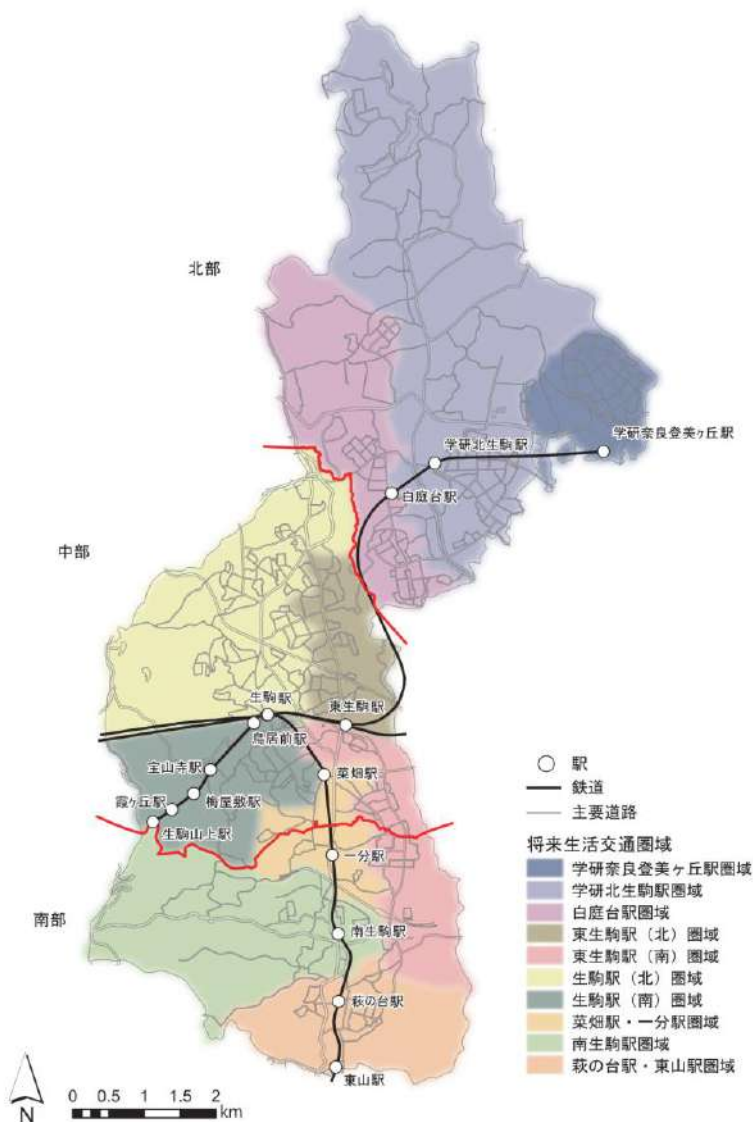 北部
学研奈良登美ヶ丘駅
学研北生駒駅
白庭台駅
中部
生駒駅
東生駒駅
鳥居前駅
宝山寺駅
菜畑駅
霞ヶ丘駅
梅屋敷駅
生駒山上駅
一分駅
南部
南生駒駅
萩の台駅
東山駅
駅
鉄道
主要道路
将来生活交通圏域
学研奈良登美ヶ丘駅圏域
学研北生駒駅圏域
白庭台駅圏域
東生駒駅（北）圏域
東生駒駅（南）圏域
生駒駅（北）圏域
生駒駅（南）圏域
菜畑駅・一分駅圏域
南生駒駅圏域
萩の台駅・東山駅圏域
N
0 0.5 1 1.5 2
km